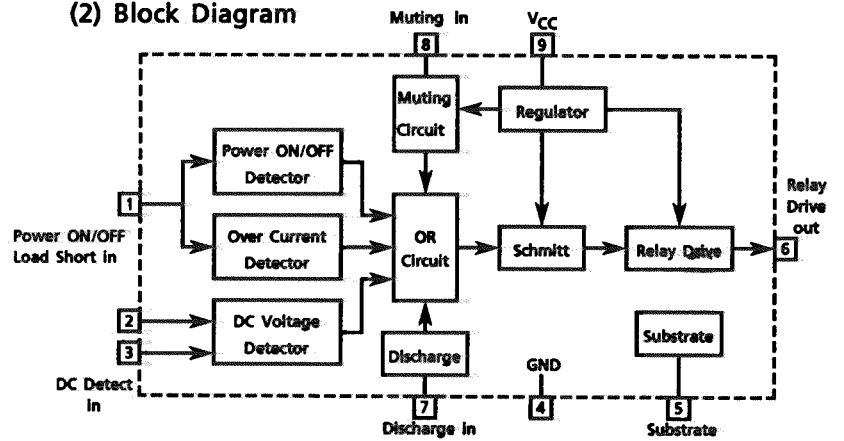 (2) Block Diagram
Muting in
VCC
8
9
Muting
Circuit
Regulator
Power ON/OFF
Detector
1
Power ON/OFF
Load Short in
Over Current
Detector
OR
Circuit
Schmitt
Relay Drive
Relay
Drive
out
6
2
3
DC Voltage
Detector
DC Detect
in
Discharge
Substrate
GND
7
4
5
Discharge in
Substrate